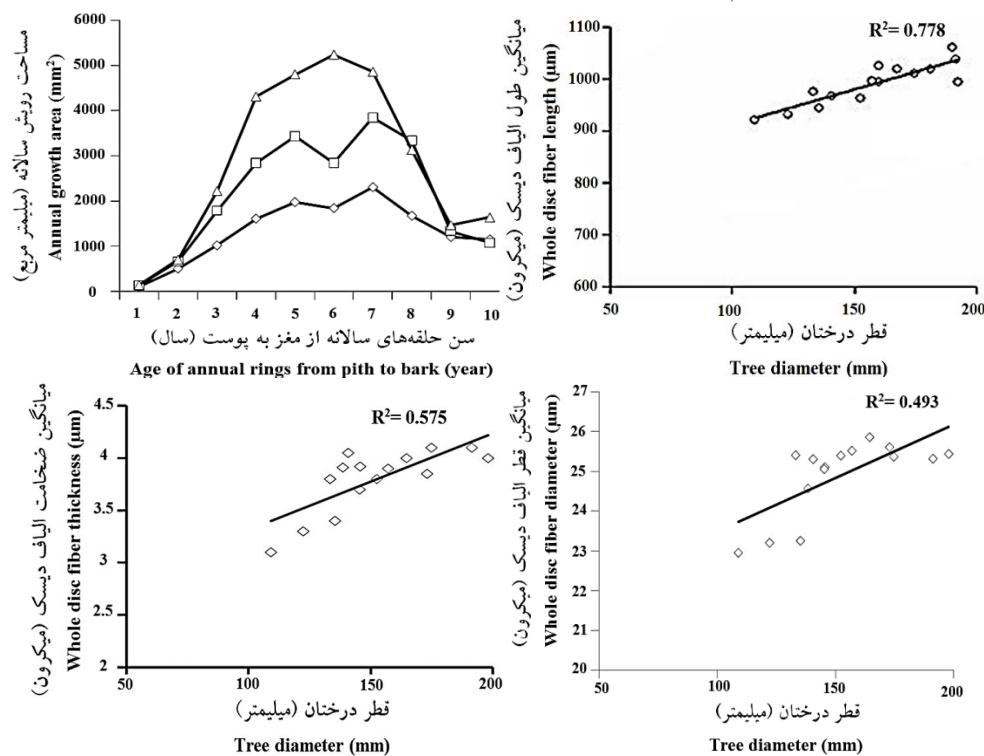 مساحت رویش سالانه (میلیمتر مربع)
Annual growth area (mm²)
6000
5000
4000
3000
2000
1000
0
1 2 3 4 5 6 7 8 9 10
سن حلقه‌های سالانه از مغز به پوست (سال)
Age of annual rings from pith to bark (year)
میانگین طول الیاف دیسک (میکرون)
Whole disc fiber length (µm)
R²= 0.778
1100
1000
900
800
700
600
50 100 150 200
قطر درختان (میلیمتر)
Tree diameter (mm)
میانگین ضخامت الیاف دیسک (میکرون)
Whole disc fiber thickness (µm)
R²= 0.575
4.5
4
3.5
3
2.5
2
50 100 150 200
قطر درختان (میلیمتر)
Tree diameter (mm)
میانگین قطر الیاف دیسک (میکرون)
Whole disc fiber diameter (µm)
R²= 0.493
28
27
26
25
24
23
22
21
20
50 100 150 200
قطر درختان (میلیمتر)
Tree diameter (mm)